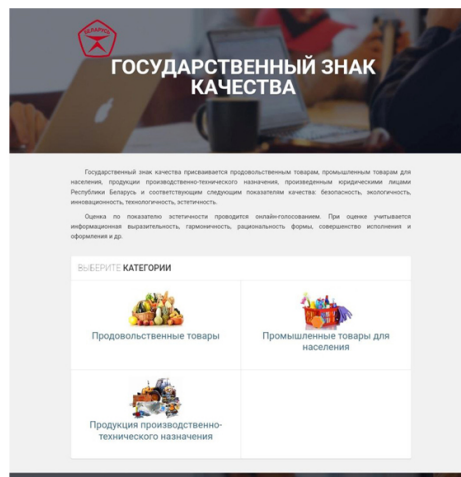 БЕЛАРУСЬ
ГОСУДАРСТВЕННЫЙ ЗНАК
КАЧЕСТВА
Государственный знак качества присваивается продовольственным товарам, промышленным товарам для
населения, продукции производственно-технического назначения, произведенным юридическими лицами
Республики Беларусь и соответствующим следующим показателям качества: безопасность, экологичность,
инновационность, технологичность, эстетичность.
Оценка по показателю эстетичности проводится онлайн-голосованием. При оценке учитывается
информационная выразительность, гармоничность, рациональность формы, совершенство исполнения и
оформления и др.
ВЫБЕРИТЕ КАТЕГОРИИ
Продовольственные товары
Промышленные товары для
населения
Продукция производственно-
технического назначения